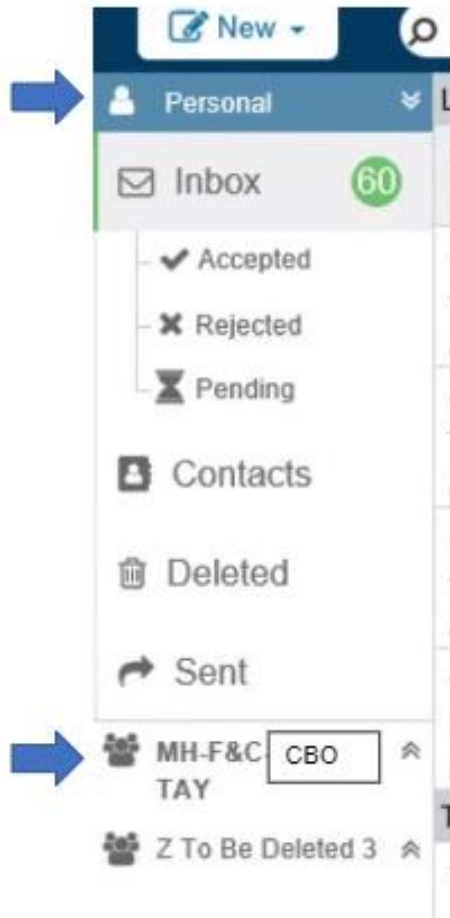 New
Personal
Inbox 60
Accepted
Rejected
Pending
Contacts
Deleted
Sent
MH-F&C- CBO
TAY
Z To Be Deleted 3